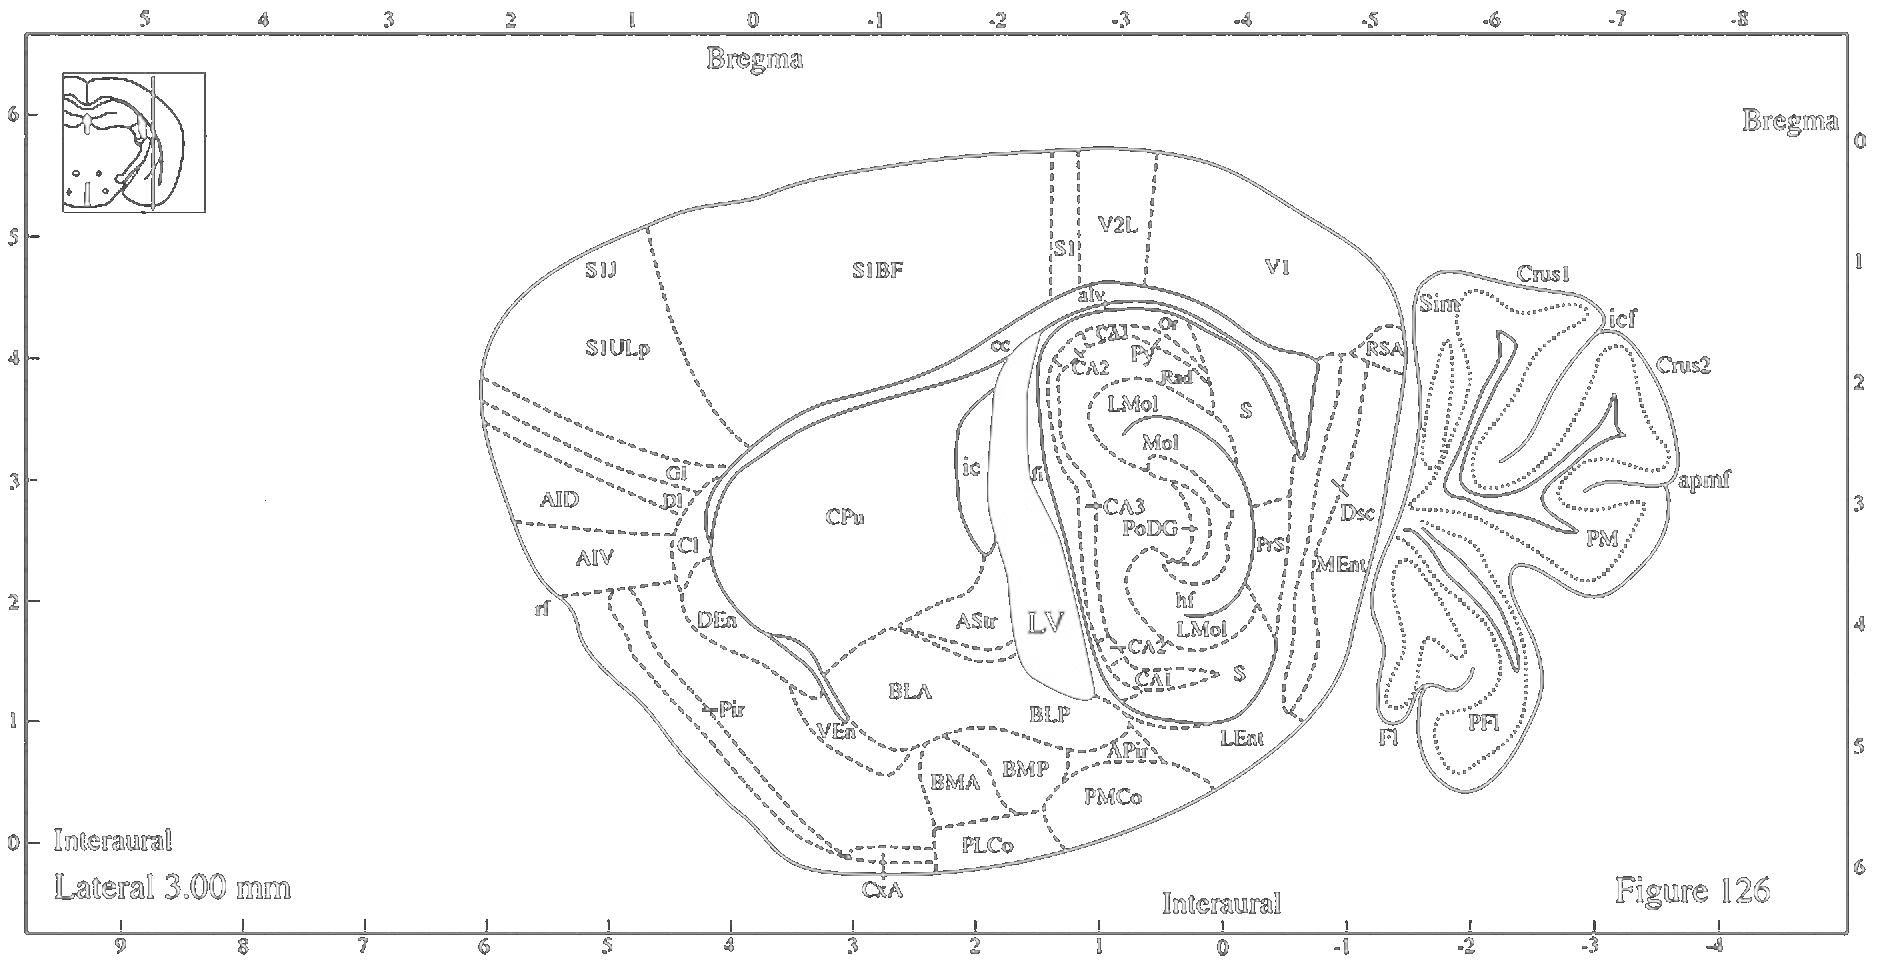 5 4 3 2 1 0 -1 -2 -3 -4 -5 -6 -7 -8
Bregma
Bregma
6
0
5
1
4
2
3
3
2
4
1
5
0
6
S1J
S1BF
S1
V2L
V1
S1ULp
alv
cc
CA1
Or
Py
CA2
Rad
LMol
S
Mol
RSA
Sim
Crus1
icf
Crus2
GI
DI
AID
ic
fi
CPu
CA3
PoDG
PrS
Dsc
apmf
PM
Cl
AIV
MEnt
rf
DEn
AStr
LV
hf
LMol
CA2
CA1
S
BLA
BLP
Pir
VEn
LEnt
Fl
PFl
APir
BMA
BMP
PMCo
PLCo
CxA
Interaural
Lateral 3.00 mm
Interaural
Figure 126
9 8 7 6 5 4 3 2 1 0 -1 -2 -3 -4